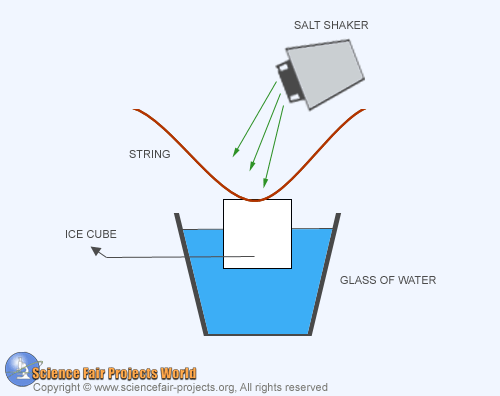 SALT SHAKER
STRING
ICE CUBE
GLASS OF WATER
Science Fair Projects World
Copyright © www.sciencefair-projects.org, All rights reserved